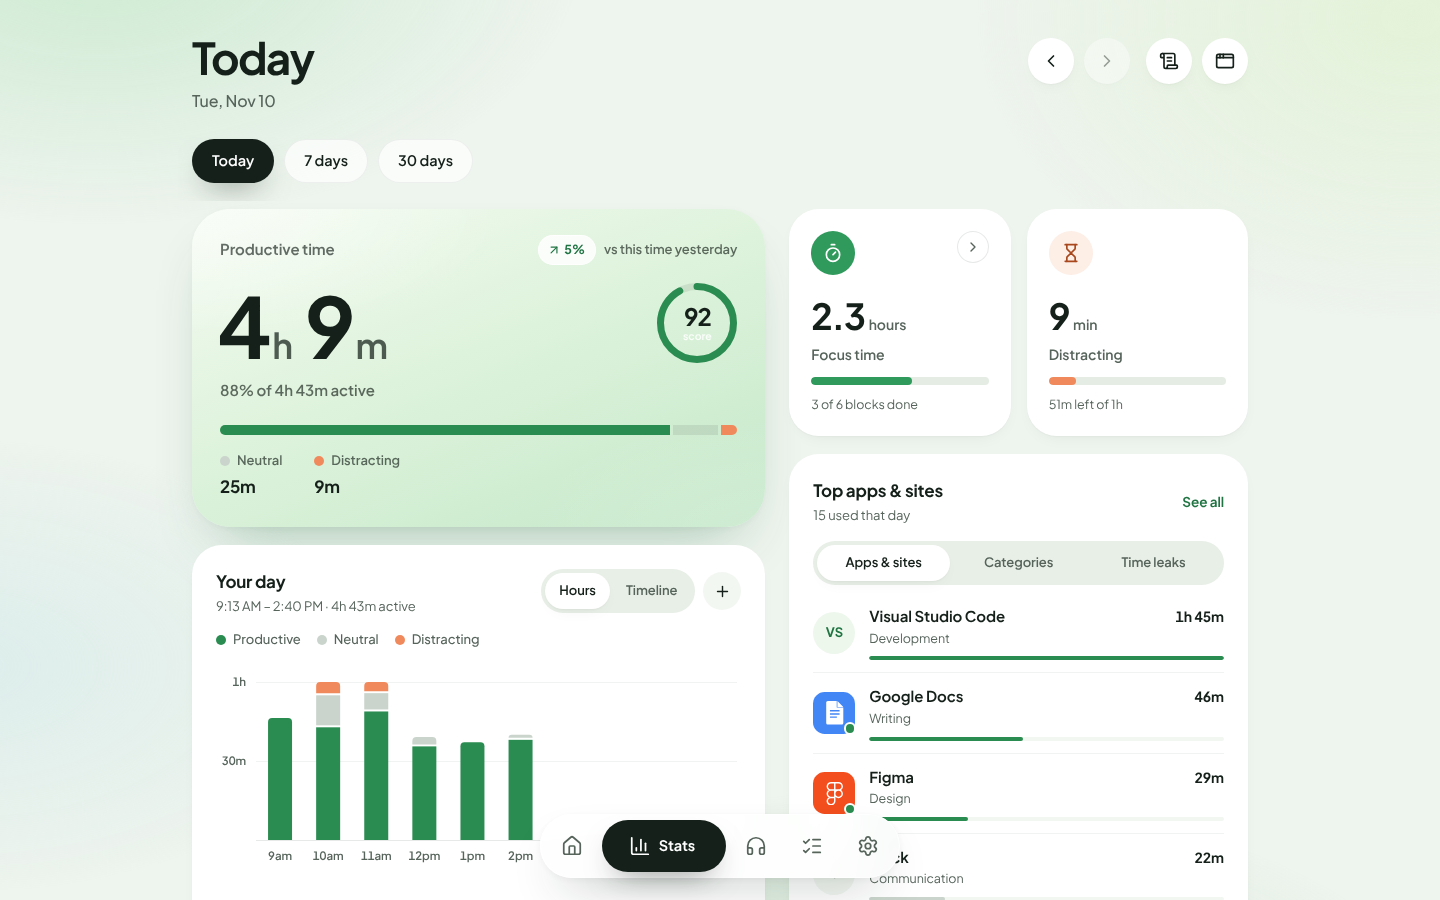 Today
Tue, Nov 10
Today
7 days
30 days
Productive time
5%
vs this time yesterday
4h 9m
92
score
88% of 4h 43m active
Neutral
Distracting
25m
9m
2.3 hours
Focus time
3 of 6 blocks done
9 min
Distracting
51m left of 1h
Your day
9:13 AM – 2:40 PM · 4h 43m active
Hours
Timeline
Productive
Neutral
Distracting
1h
30m
9am
10am
11am
12pm
1pm
2pm
Top apps & sites
15 used that day
See all
Apps & sites
Categories
Time leaks
VS
Visual Studio Code
1h 45m
Development
Google Docs
46m
Writing
Figma
29m
Design
22m
Communication
Stats